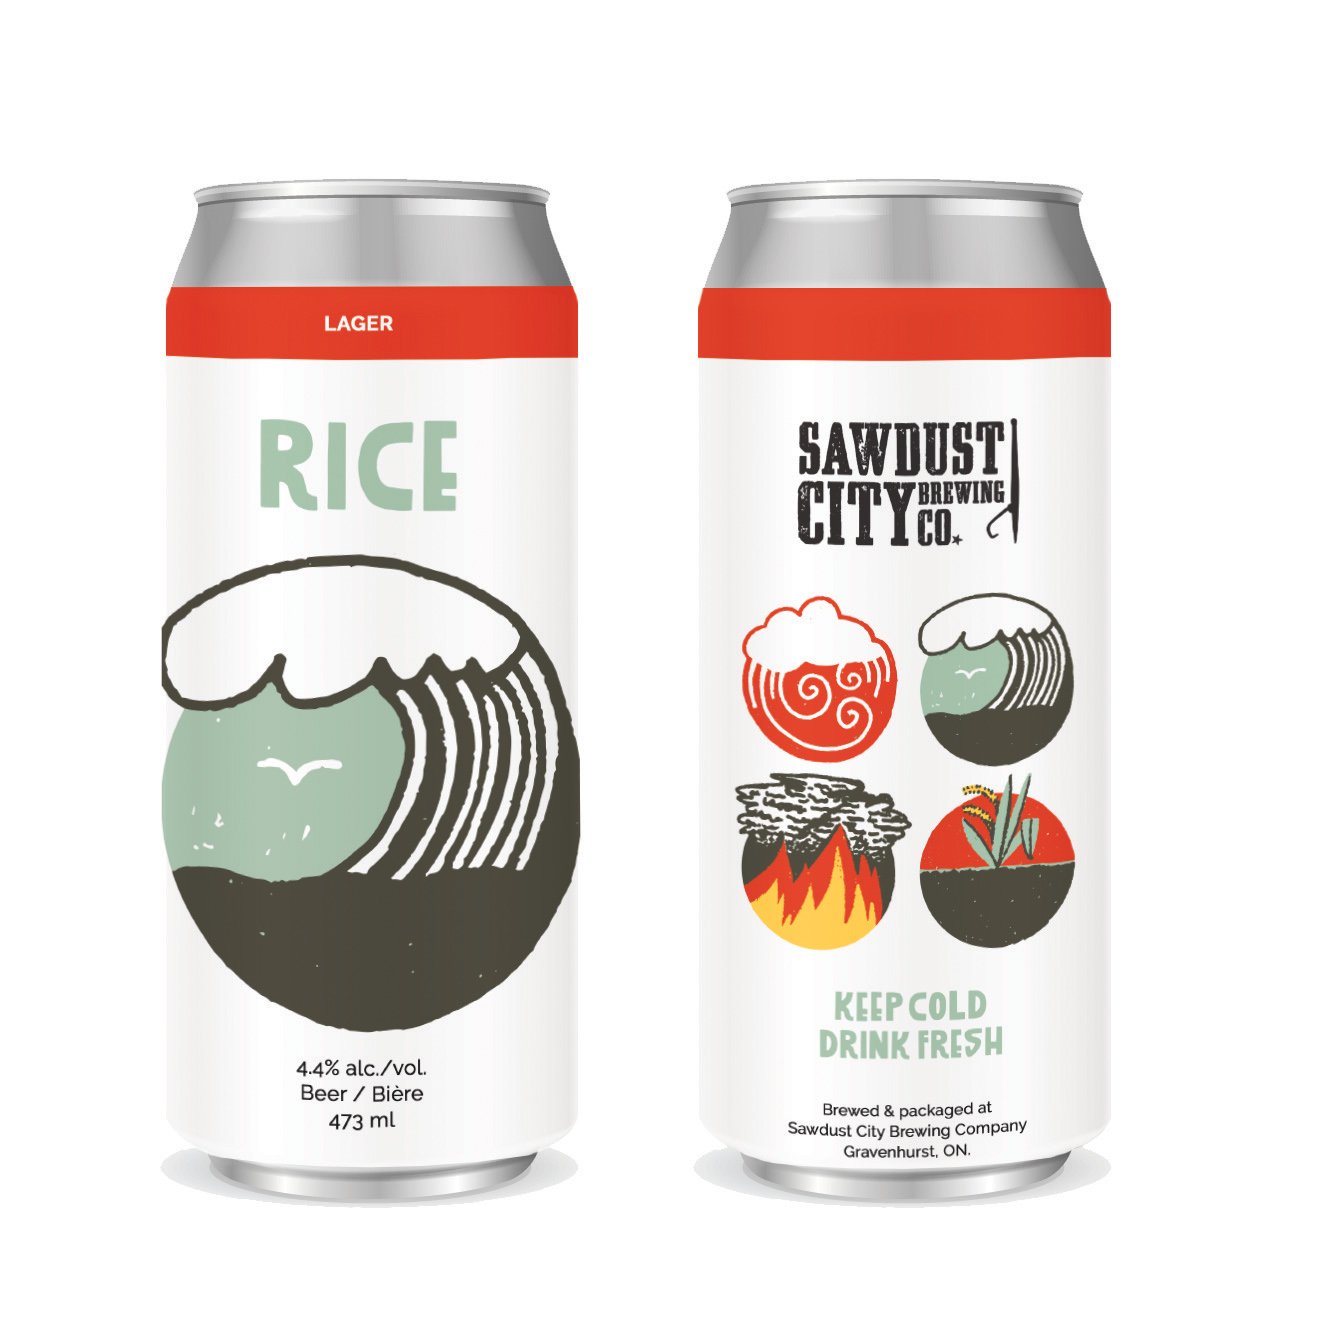 LAGER
RICE
4.4% alc./vol.
Beer / Bière
473 ml
SAWDUST
CITY BREWING
CO.
KEEP COLD
DRINK FRESH
Brewed & packaged at
Sawdust City Brewing Company
Gravenhurst, ON.